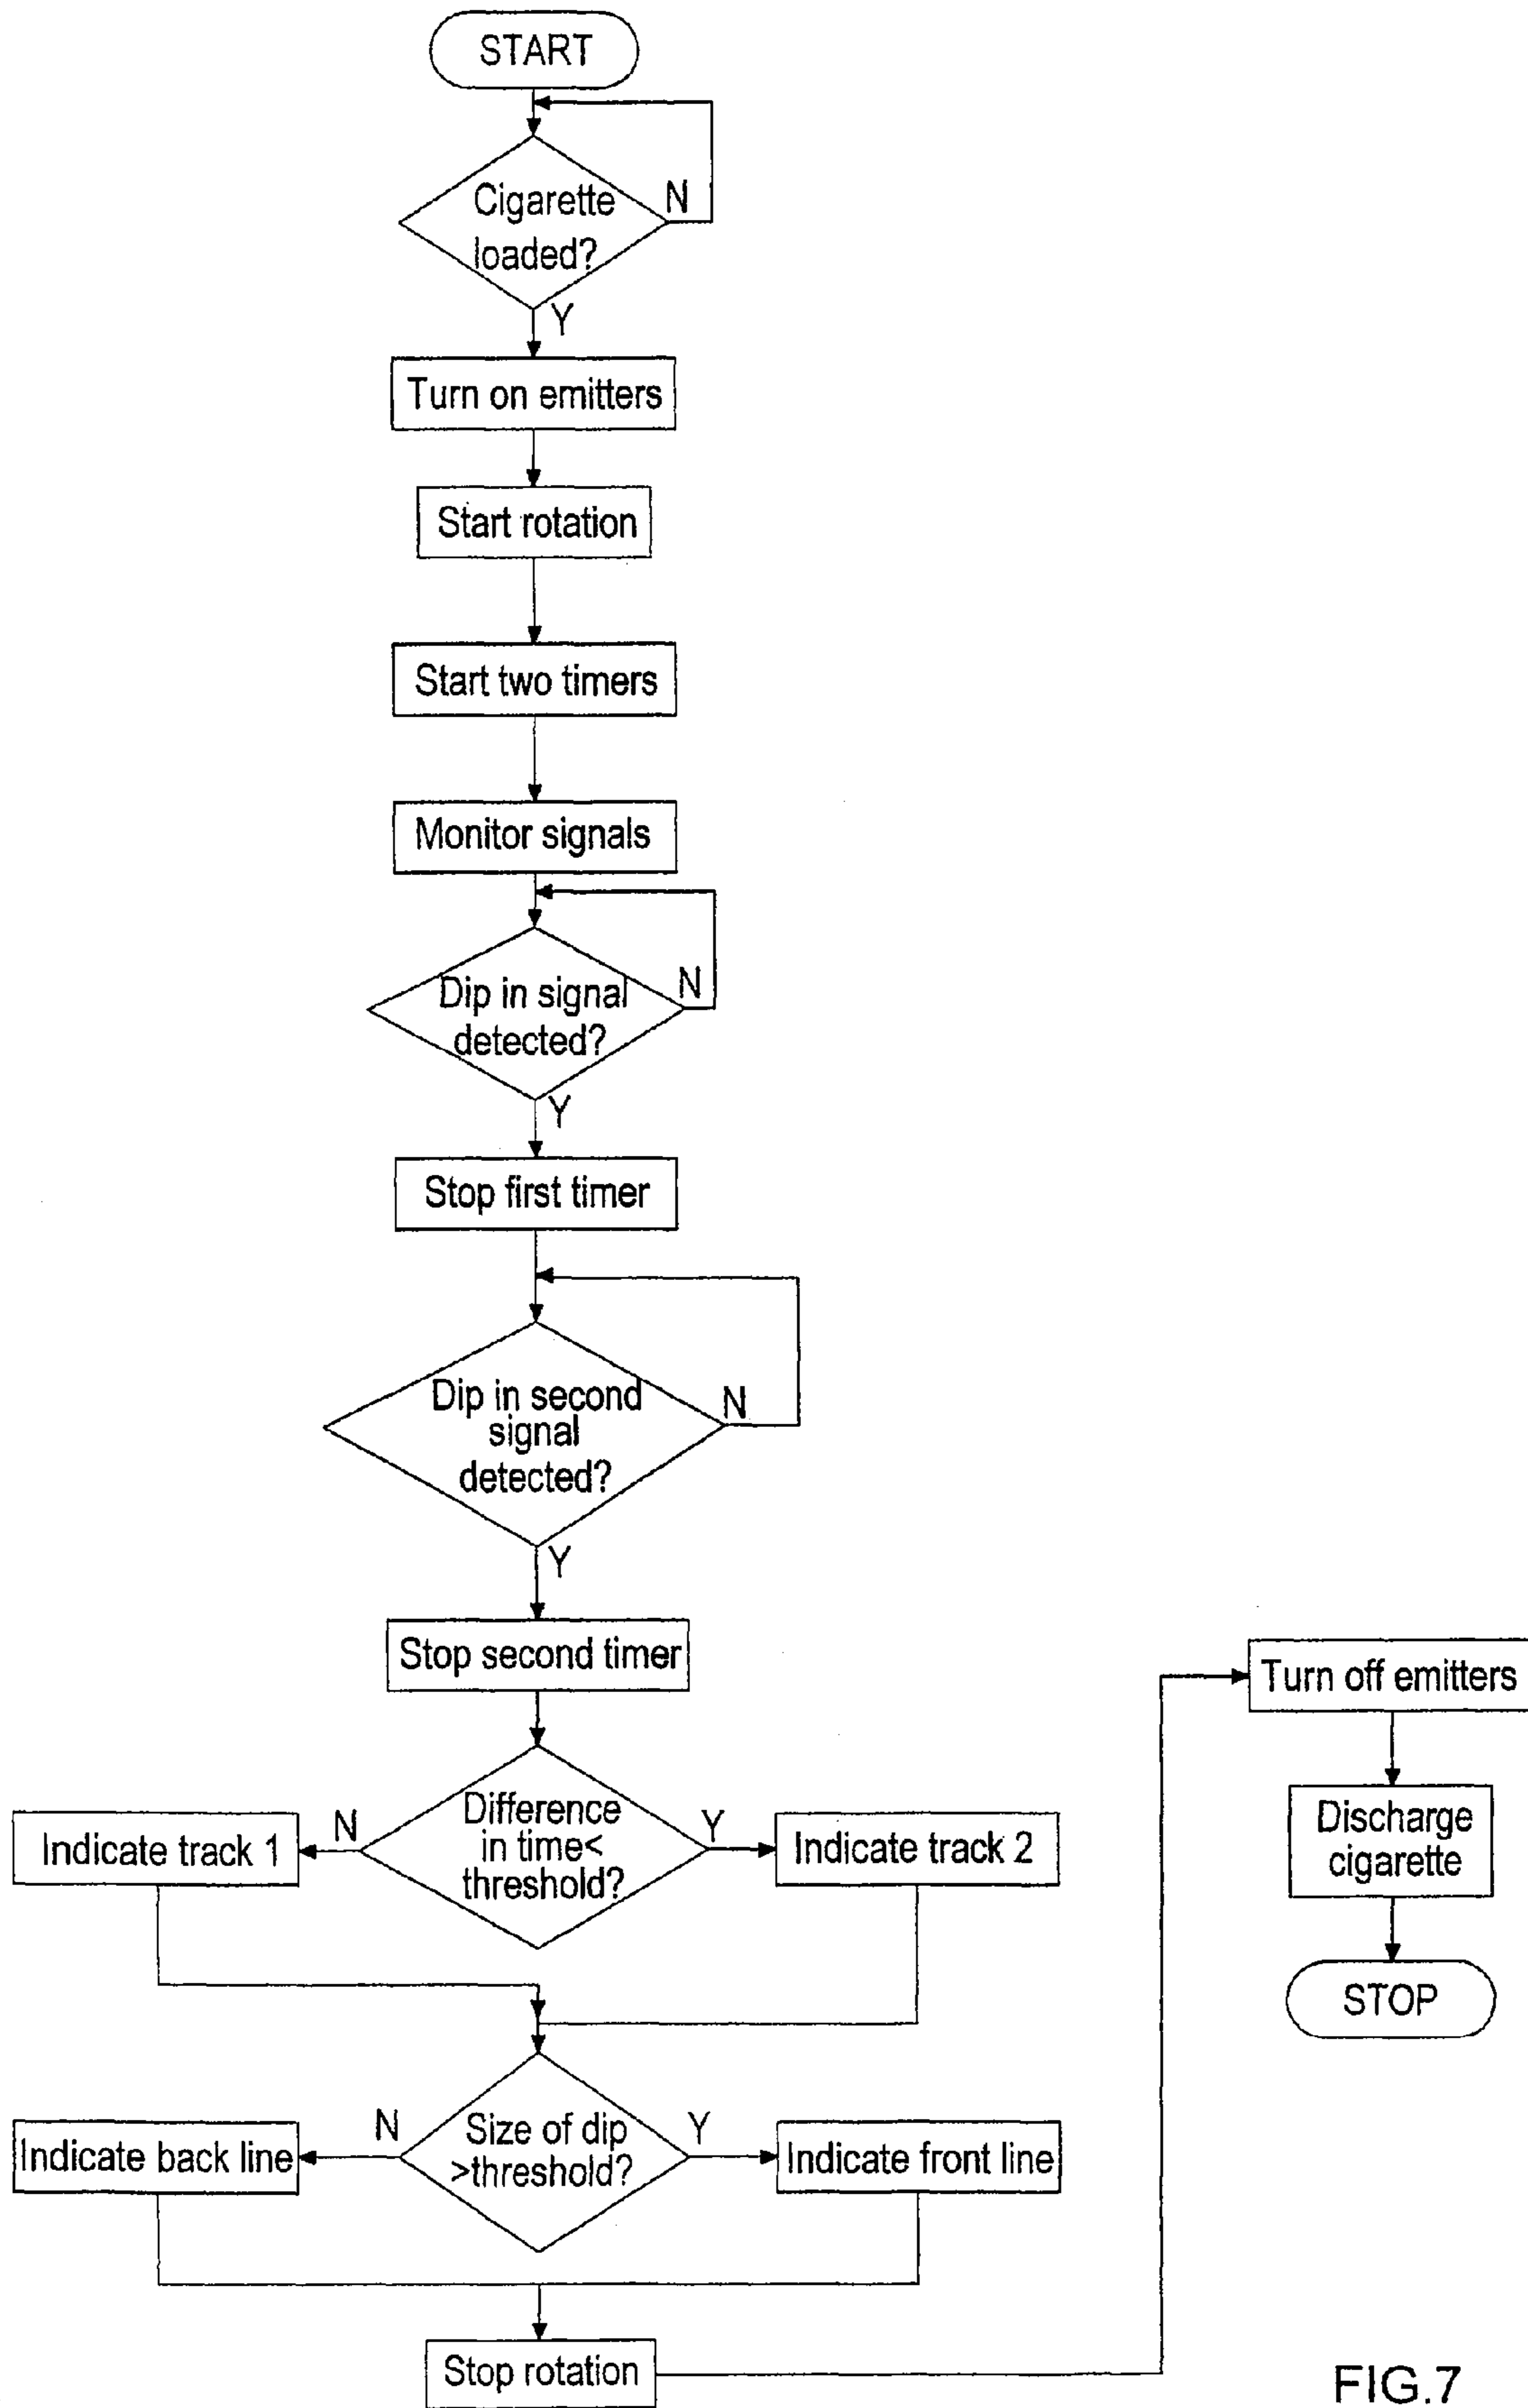 START
Cigarette
loaded?
N
Y
Turn on emitters
Start rotation
Start two timers
Monitor signals
Dip in signal
detected?
N
Y
Stop first timer
Dip in second
signal
detected?
N
Y
Stop second timer
Difference
in time<
threshold?
N
Y
Indicate track 1
Indicate track 2
Size of dip
>threshold?
N
Y
Indicate back line
Indicate front line
Stop rotation
Turn off emitters
Discharge
cigarette
STOP
FIG.7